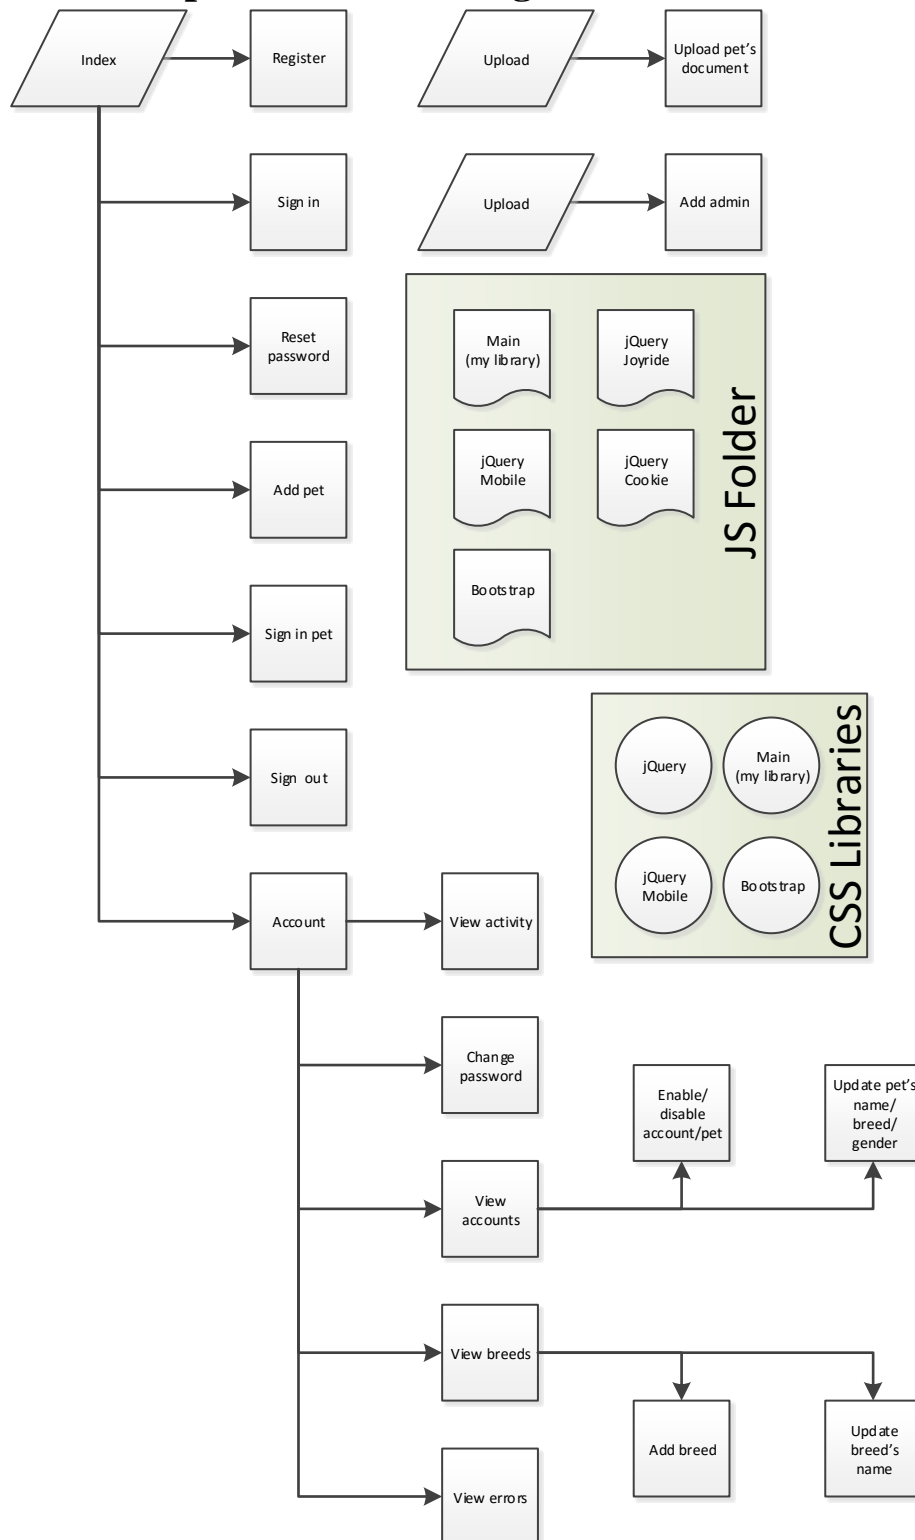 Index
Register
Upload
Upload pet's
document
Sign in
Upload
Add admin
Reset
password
Main
(my library)
jQuery
Joyride
jQuery
Mobile
jQuery
Cookie
Bootstrap
JS Folder
Add pet
Sign in pet
Sign out
jQuery
Main
(my library)
jQuery
Mobile
Bootstrap
CSS Libraries
Account
View activity
Change
password
Enable/
disable
account/pet
Update pet's
name/
breed/
gender
View
accounts
View breeds
Add breed
Update
breed's
name
View errors